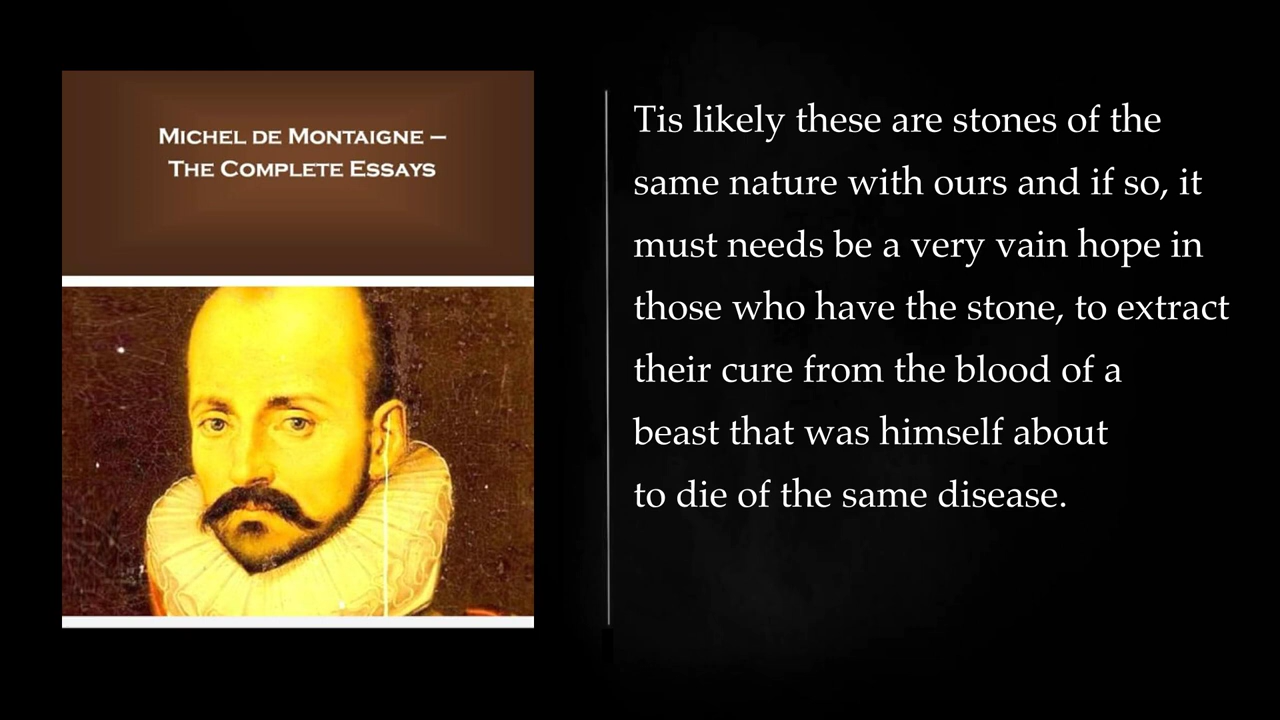 MICHEL DE MONTAIGNE –
THE COMPLETE ESSAYS
Tis likely these are stones of the
same nature with ours and if so, it
must needs be a very vain hope in
those who have the stone, to extract
their cure from the blood of a
beast that was himself about
to die of the same disease.